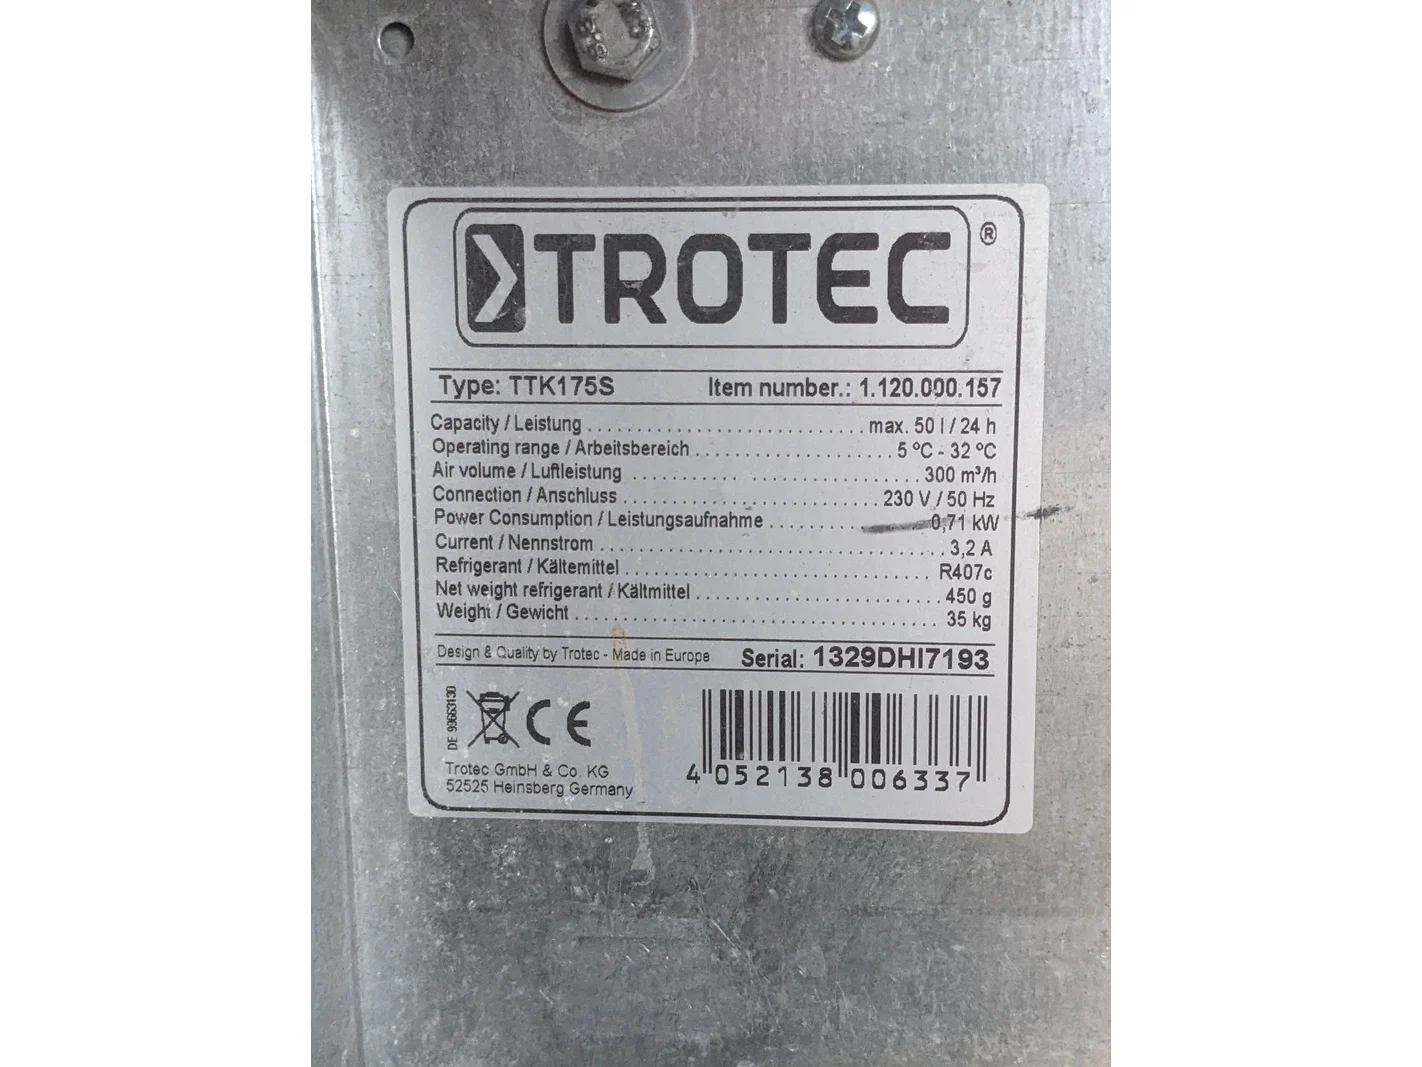 TROTEC ®
Type: TTK175S Item number.: 1.120.000.157
Capacity / Leistung ............................. max. 50 l / 24 h
Operating range / Arbeitsbereich .................... 5 ºC - 32 ºC
Air volume / Luftleistung ............................. 300 m³/h
Connection / Anschluss ........................... 230 V / 50 Hz
Power Consumption / Leistungsaufnahme ................ 0,71 kW
Current / Nennstrom .................................. 3,2 A
Refrigerant / Kältemittel ............................... R407c
Net weight refrigerant / Kältmittel ......................... 450 g
Weight / Gewicht ..................................... 35 kg
Design & Quality by Trotec - Made in Europe Serial: 1329DHI7193
DE 99663130
CE
Trotec GmbH & Co. KG
52525 Heinsberg Germany
4 052138 006337